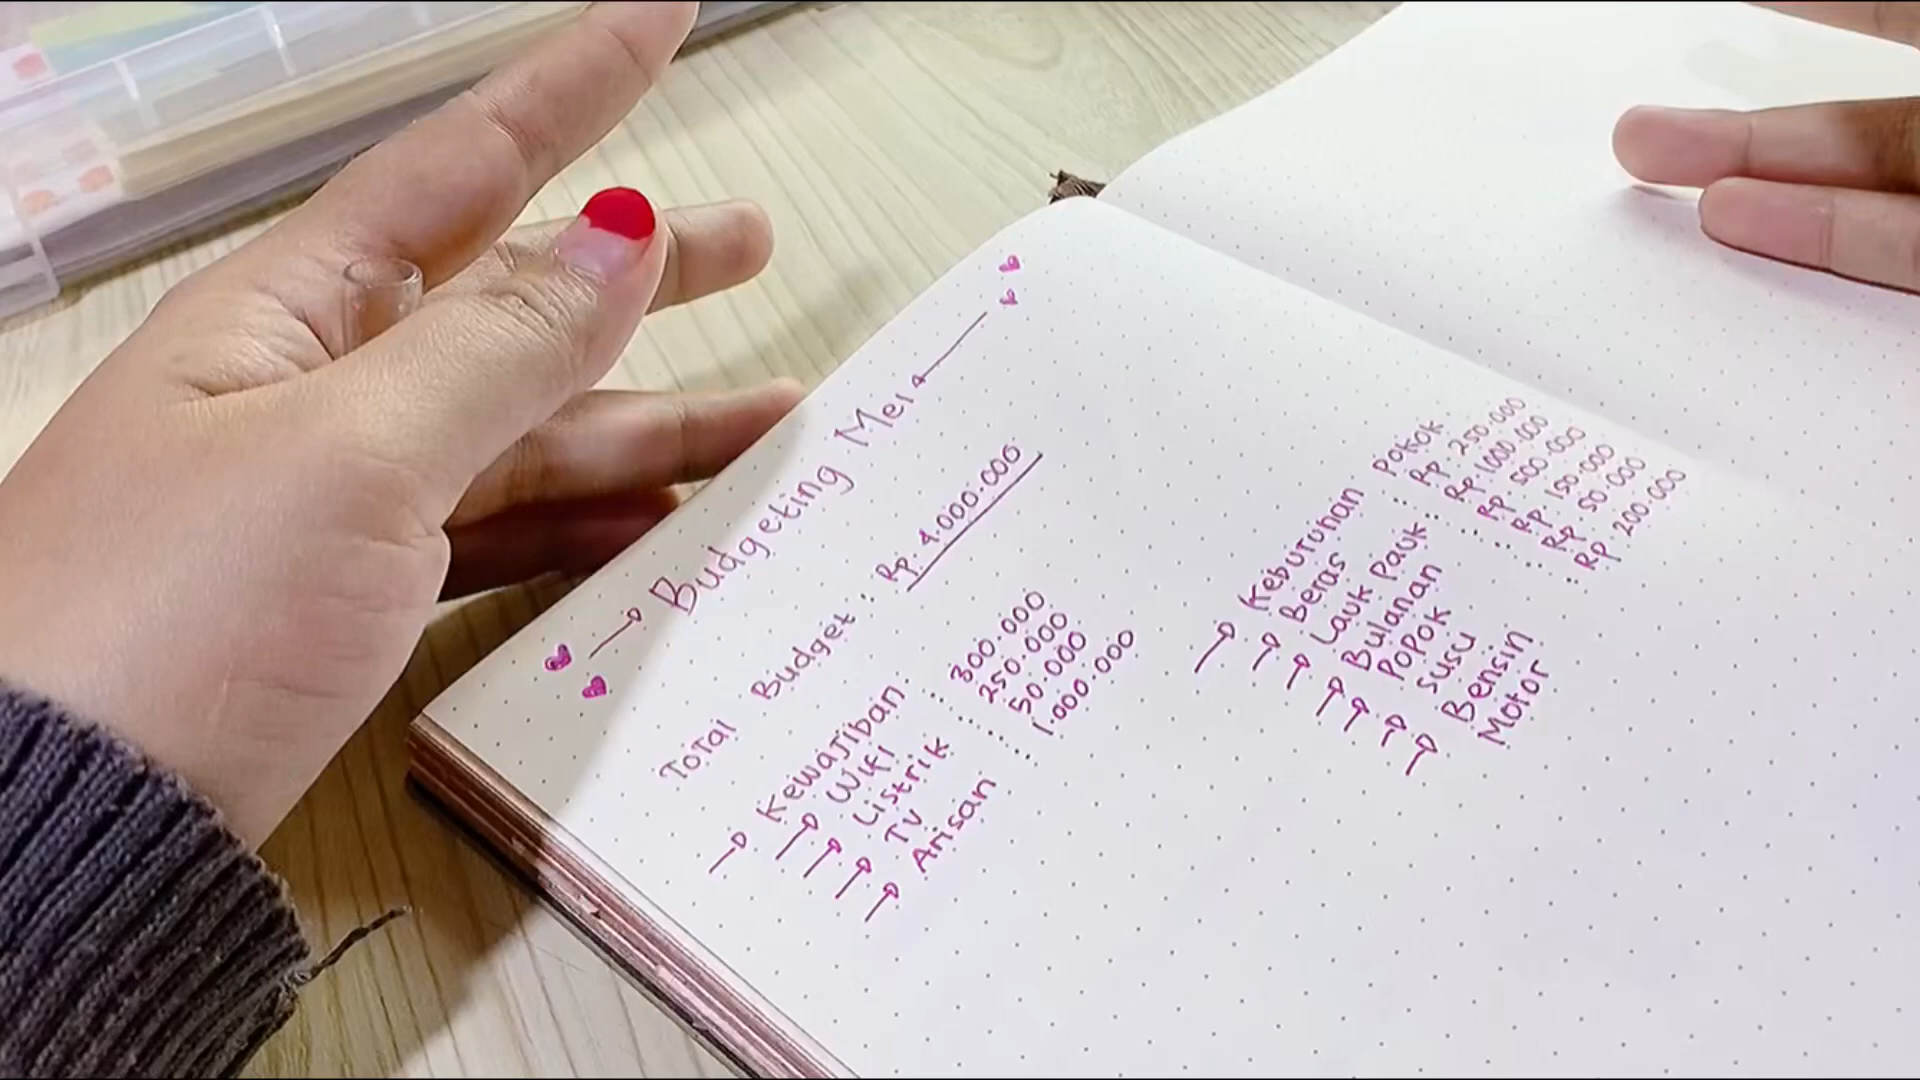 Budgeting Mei
Total Budget : Rp 4.000.000
Kewajiban :
Wifi : 300.000
Listrik : 250.000
TV : 50.000
Arisan : 1.000.000
Kebutuhan Pokok
Beras : Rp 250.000
Lauk Pauk : Rp 1.000.000
Bulanan : Rp 500.000
POPOK : Rp 150.000
SUSU : Rp 50.000
Bensin : Rp 200.000
Motor